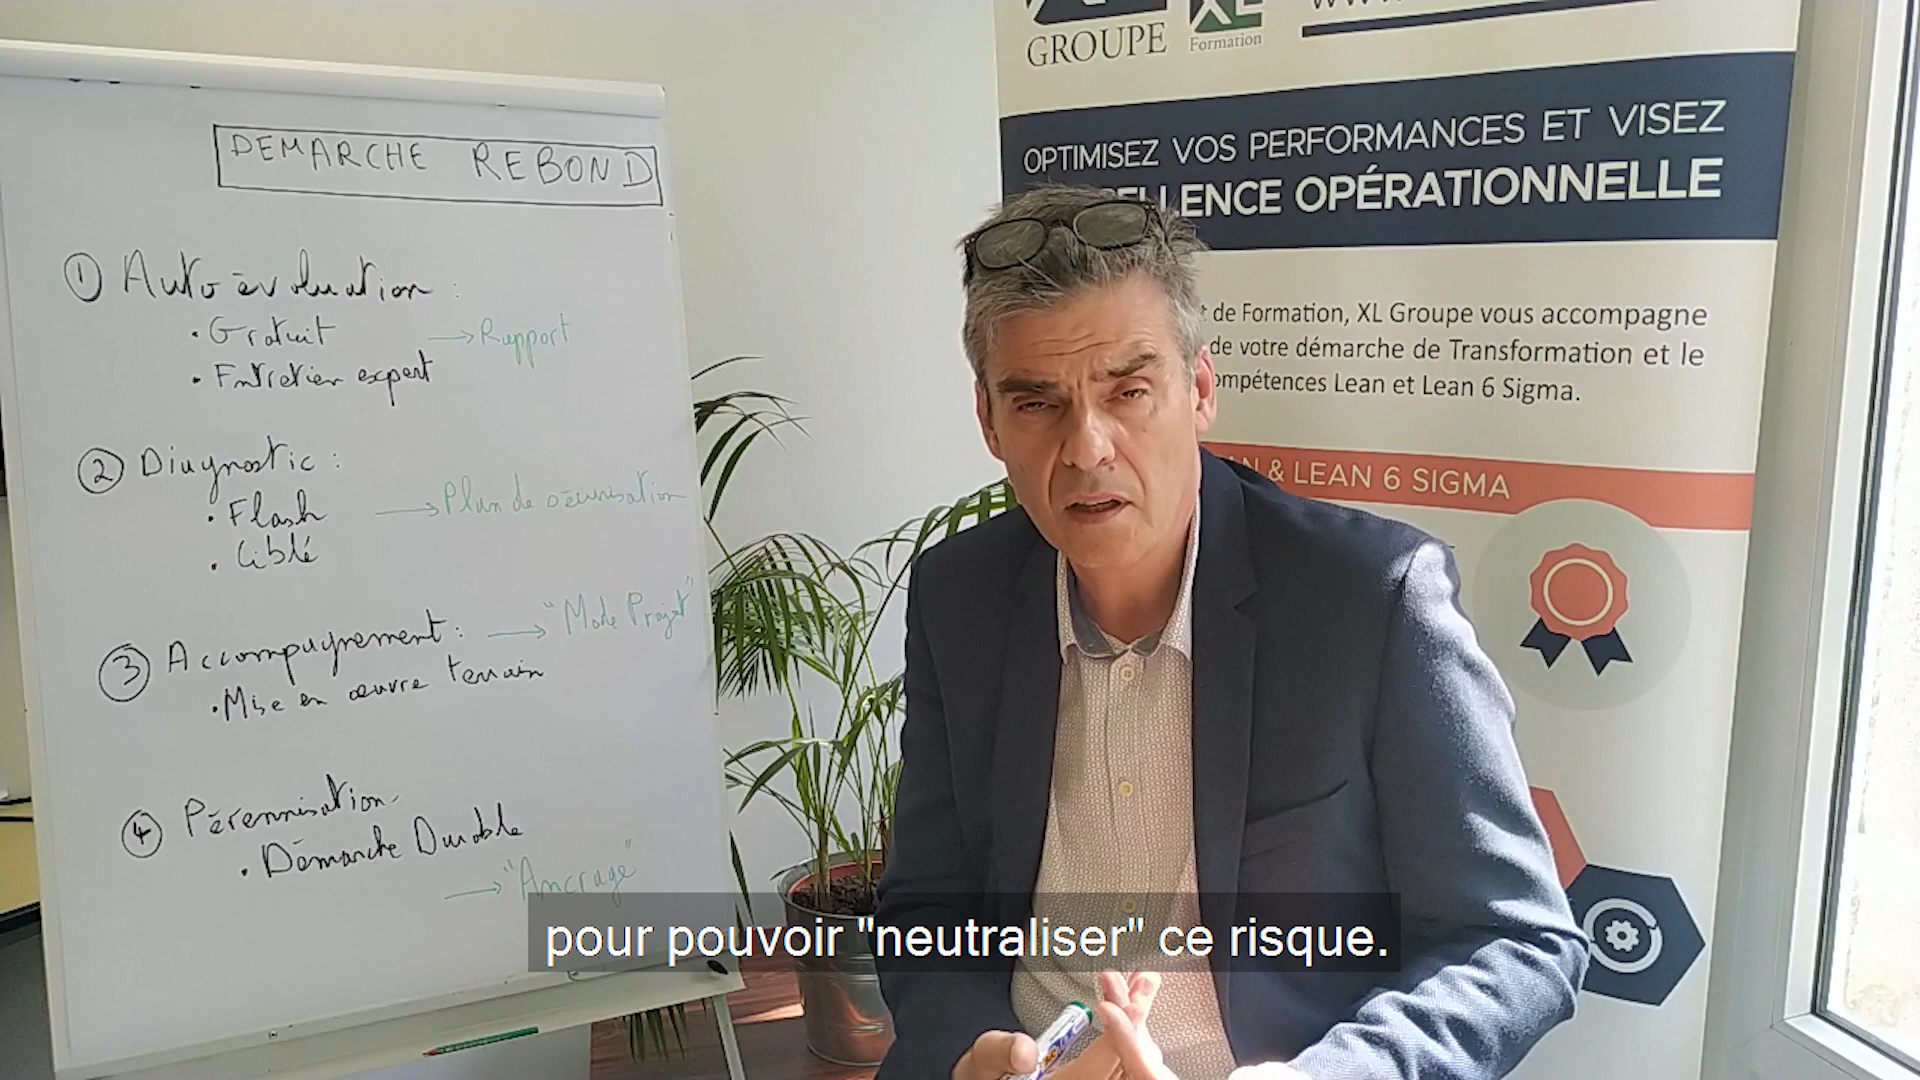 DEMARCHE REBOND
① Auto évaluation :
• Gratuit → Rapport
• Entretien expert
② Diagnostic :
• Flash → Plan de sécurisation
• Ciblé
③ Accompagnement : → "Mode Projet"
• Mise en œuvre terrain
④ Pérennisation
• Démarche Durable
→ "Ancrage"
GROUPE
XL
Formation
OPTIMISEZ VOS PERFORMANCES ET VISEZ
LENCE OPÉRATIONNELLE
de Formation, XL Groupe vous accompagne
de votre démarche de Transformation et le
ompétences Lean et Lean 6 Sigma.
& LEAN 6 SIGMA
pour pouvoir "neutraliser" ce risque.